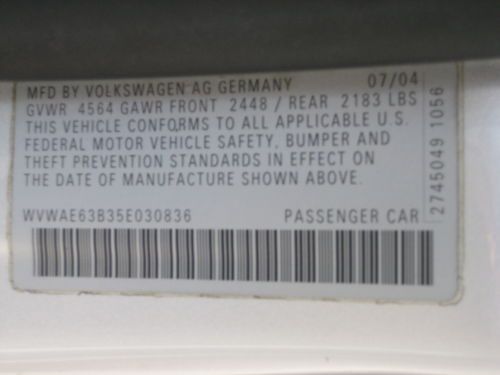 MFD BY VOLKSWAGEN AG GERMANY 07/04
GVWR 4564 GAWR FRONT 2448 / REAR 2183 LBS
THIS VEHICLE CONFORMS TO ALL APPLICABLE U.S.
FEDERAL MOTOR VEHICLE SAFETY, BUMPER AND
THEFT PREVENTION STANDARDS IN EFFECT ON
THE DATE OF MANUFACTURE SHOWN ABOVE.
WVWAE63B35E030836 PASSENGER CAR
2745049 1056